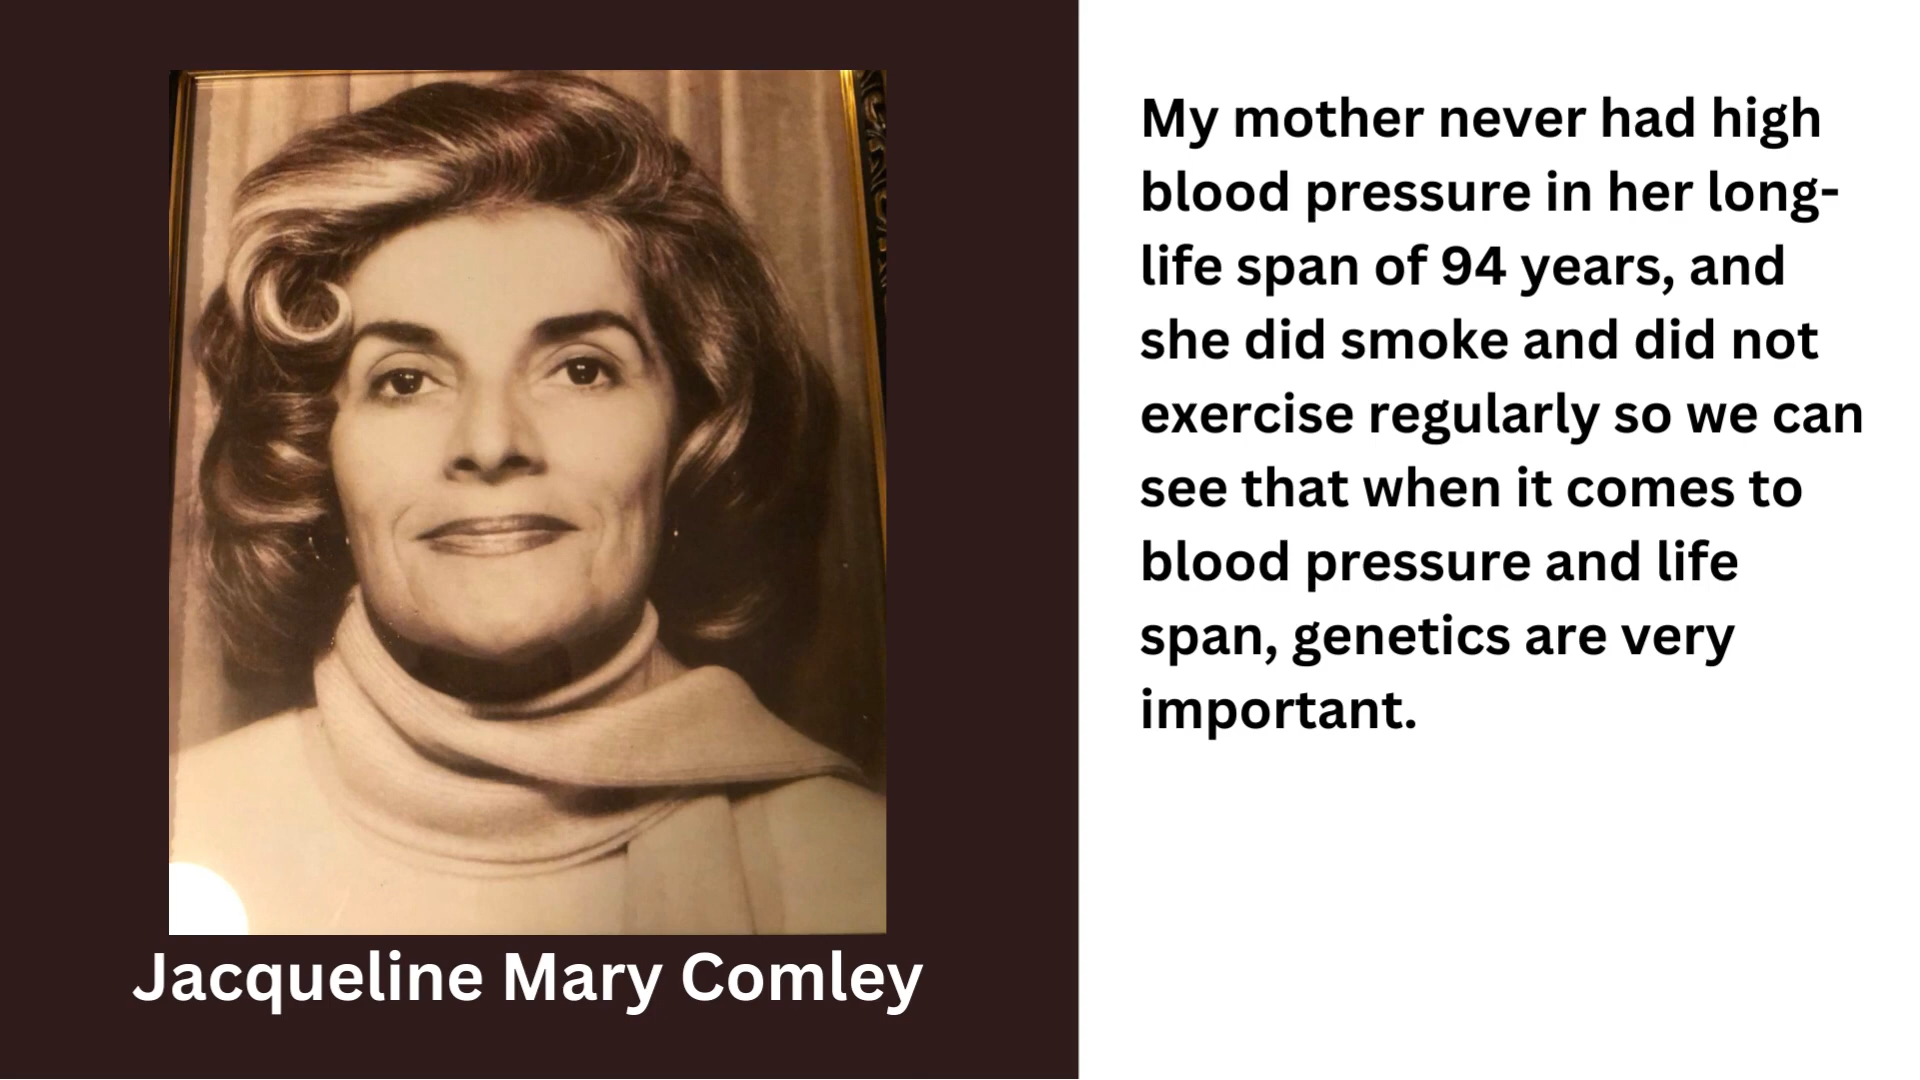 My mother never had high
blood pressure in her long-
life span of 94 years, and
she did smoke and did not
exercise regularly so we can
see that when it comes to
blood pressure and life
span, genetics are very
important.
Jacqueline Mary Comley